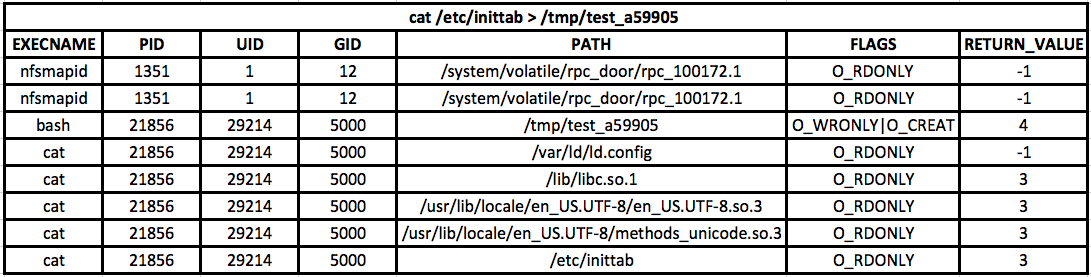 cat /etc/inittab > /tmp/test_a59905
EXECNAME PID UID GID PATH FLAGS RETURN_VALUE
nfsmapid 1351 1 12 /system/volatile/rpc_door/rpc_100172.1 O_RDONLY -1
nfsmapid 1351 1 12 /system/volatile/rpc_door/rpc_100172.1 O_RDONLY -1
bash 21856 29214 5000 /tmp/test_a59905 O_WRONLY|O_CREAT 4
cat 21856 29214 5000 /var/ld/ld.config O_RDONLY -1
cat 21856 29214 5000 /lib/libc.so.1 O_RDONLY 3
cat 21856 29214 5000 /usr/lib/locale/en_US.UTF-8/en_US.UTF-8.so.3 O_RDONLY 3
cat 21856 29214 5000 /usr/lib/locale/en_US.UTF-8/methods_unicode.so.3 O_RDONLY 3
cat 21856 29214 5000 /etc/inittab O_RDONLY 3